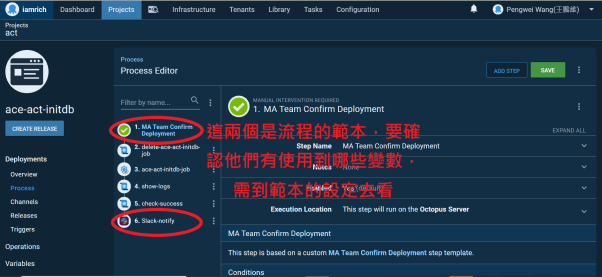 iamrich Dashboard Projects Infrastructure Tenants Library Tasks Configuration Pengwei Wang(王鵬維)
Projects
act
ace-act-initdb
CREATE RELEASE
Deployments
Overview
Process
Channels
Releases
Triggers
Operations
Variables
Process
Process Editor
ADD STEP
SAVE
Filter by name...
1. MA Team Confirm
Deployment
2. delete-ace-act-initdb-
job
3. ace-act-initdb-job
4. show-logs
5. check-success
6. Slack-notify
MANUAL INTERVENTION REQUIRED
1. MA Team Confirm Deployment
EXPAND ALL
Step Name MA Team Confirm Deployment
Notes None
Execution Location This step will run on the Octopus Server
MA Team Confirm Deployment
This step is based on a custom MA Team Confirm Deployment step template.
Conditions
這兩個是流程的範本，要確
認他們有使用到哪些變數，
需到範本的設定去看